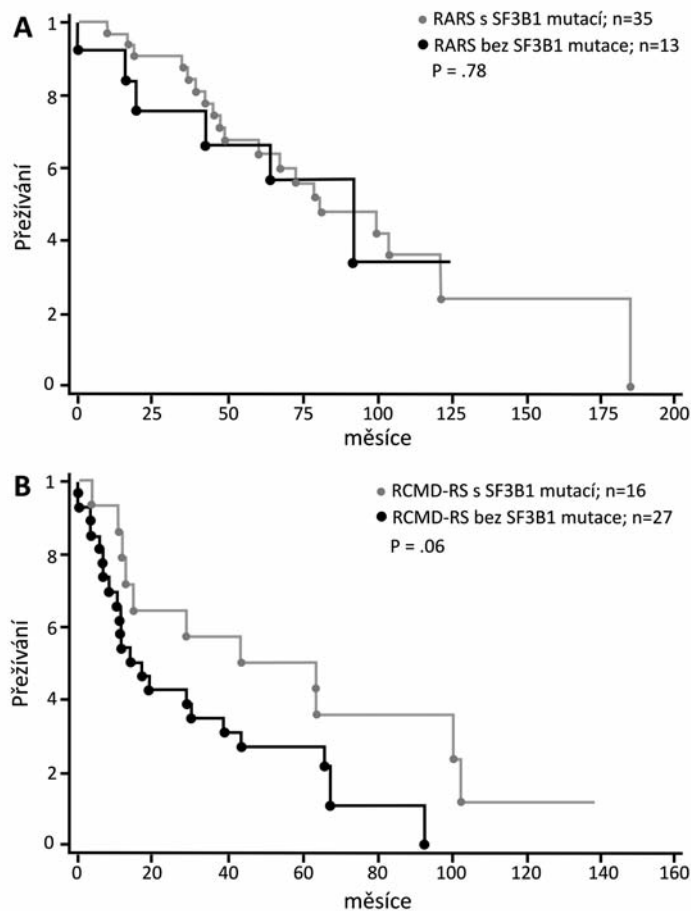 A
RARS s SF3B1 mutací; n=35
RARS bez SF3B1 mutace; n=13
P = .78
Přežívání
1
8
6
4
2
0
0 25 50 75 100 125 150 175 200
měsíce
B
RCMD-RS s SF3B1 mutací; n=16
RCMD-RS bez SF3B1 mutace; n=27
P = .06
Přežívání
1
8
6
4
2
0
0 20 40 60 80 100 120 140 160
měsíce